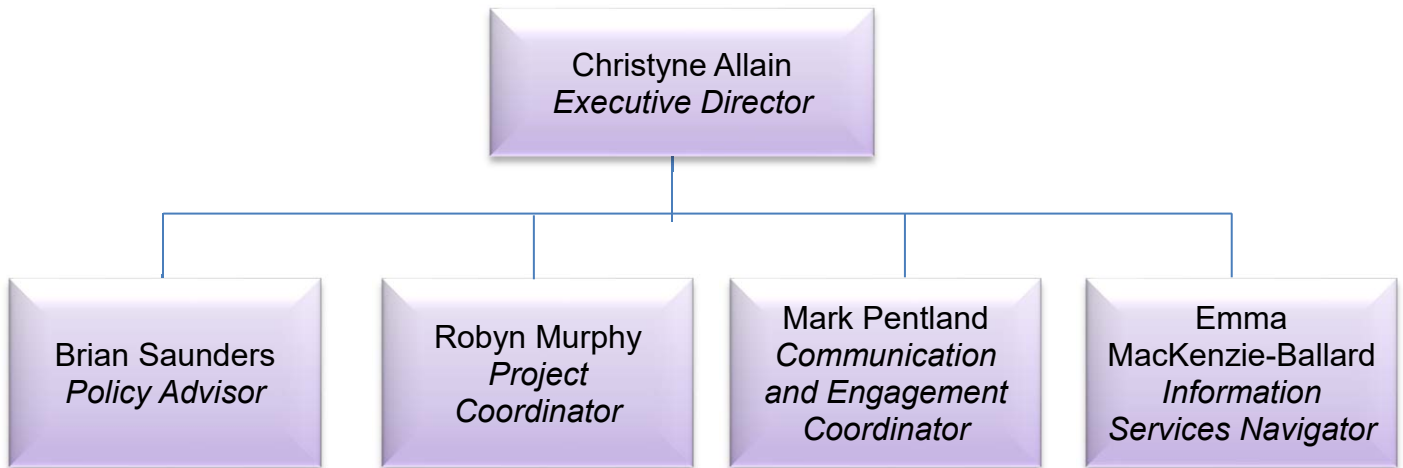 Christyne Allain
Executive Director
Brian Saunders
Policy Advisor
Robyn Murphy
Project
Coordinator
Mark Pentland
Communication
and Engagement
Coordinator
Emma
MacKenzie-Ballard
Information
Services Navigator